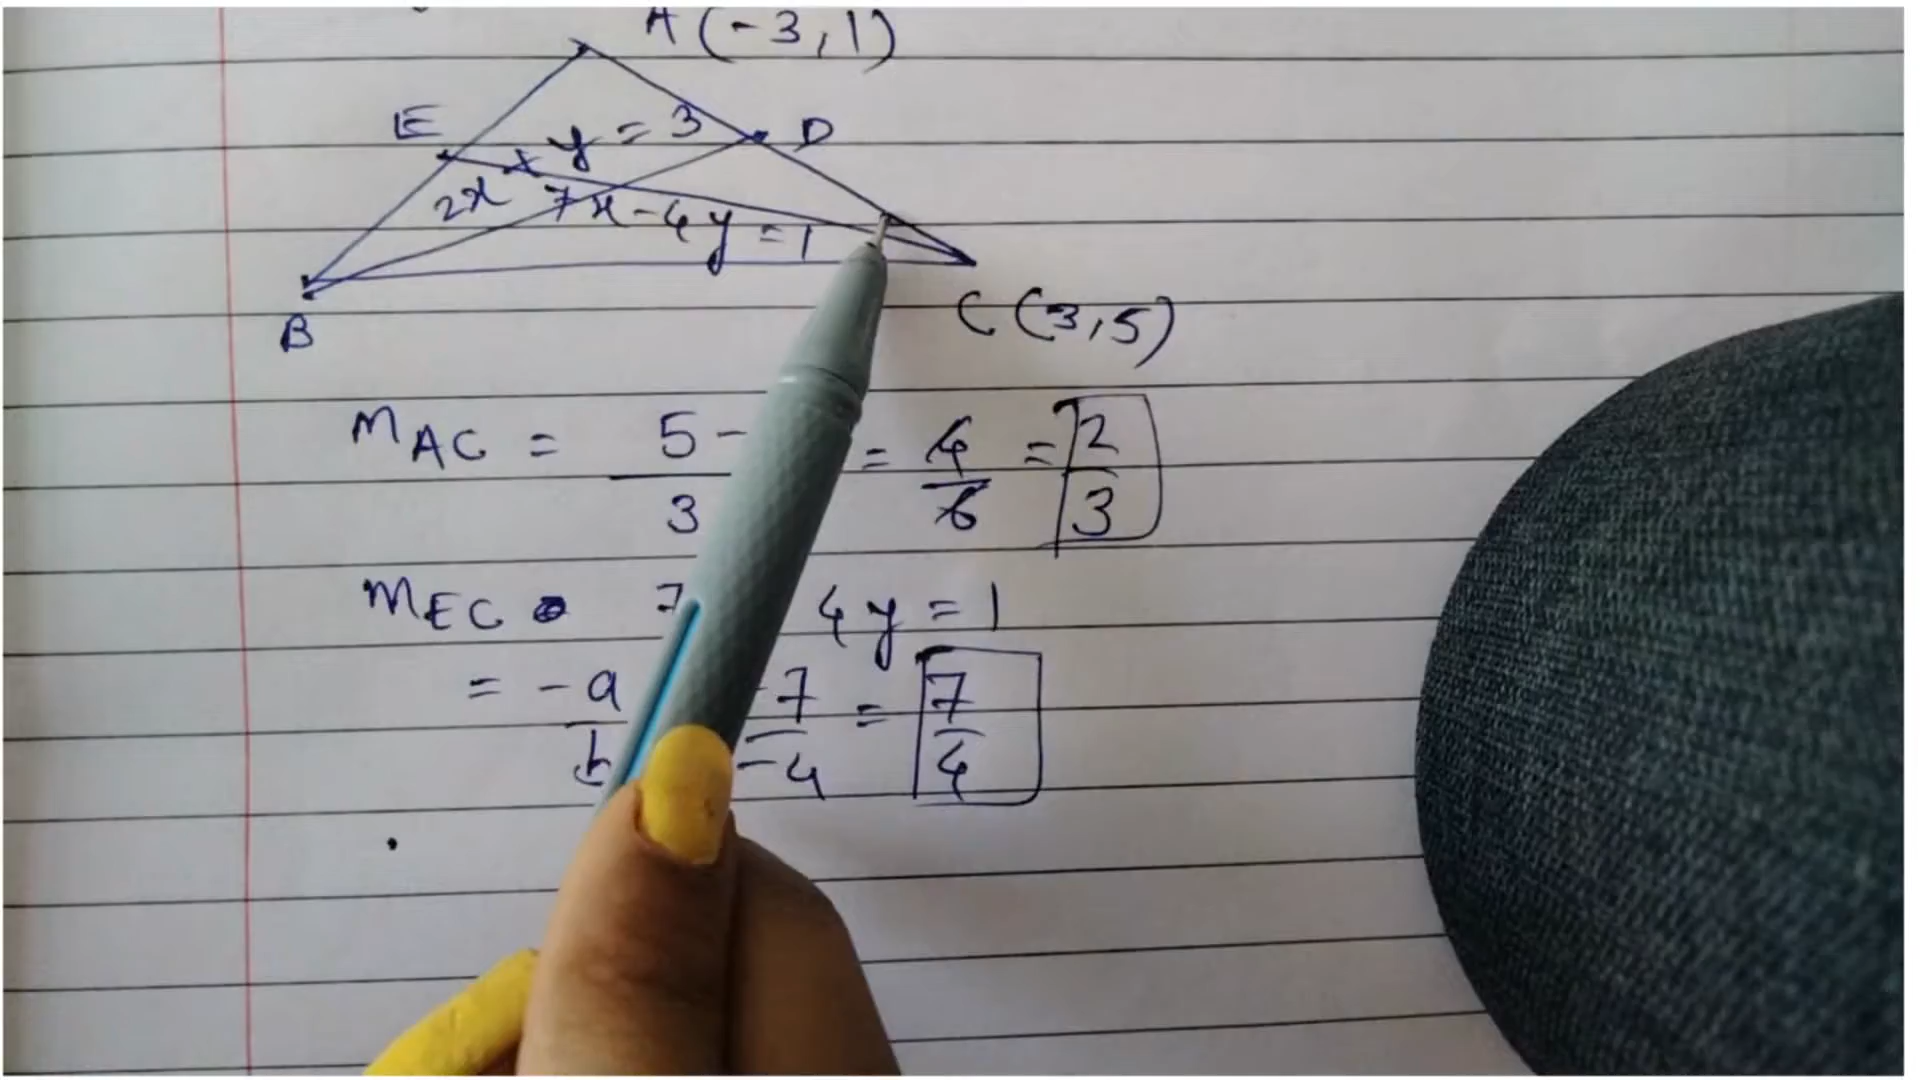 A (-3, 1)
E
D
2x + y = 3
7x - 4y = 1
B
C (3, 5)
mAC = 5 - / 3 = 4/6 = 2/3
mEC 7 4y = 1
= -a/b -7/-4 = 7/4